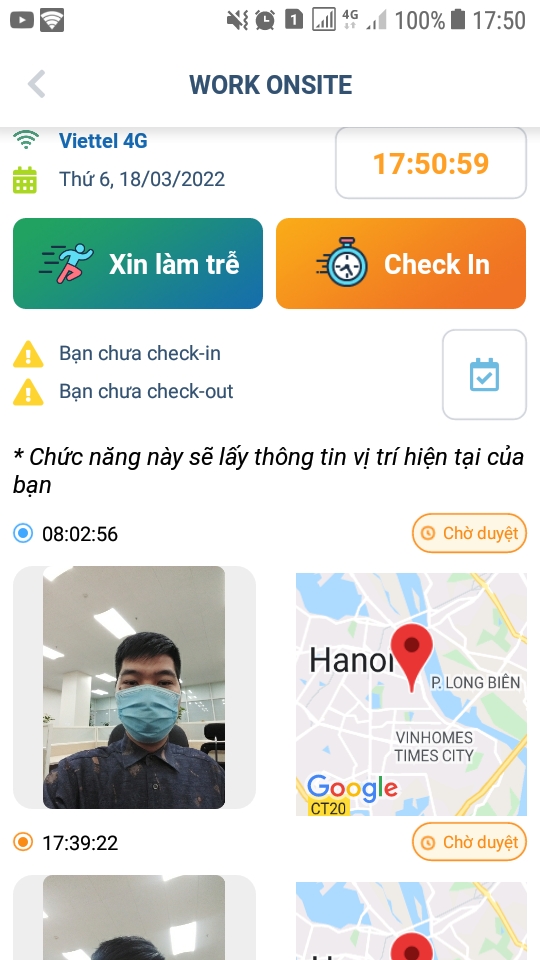 4G 100% 17:50
WORK ONSITE
Viettel 4G
Thứ 6, 18/03/2022
17:50:59
Xin làm trễ
Check In
Bạn chưa check-in
Bạn chưa check-out
* Chức năng này sẽ lấy thông tin vị trí hiện tại của
bạn
08:02:56
Chờ duyệt
Hanoi
P. LONG BIÊN
VINHOMES
TIMES CITY
Google
CT20
17:39:22
Chờ duyệt